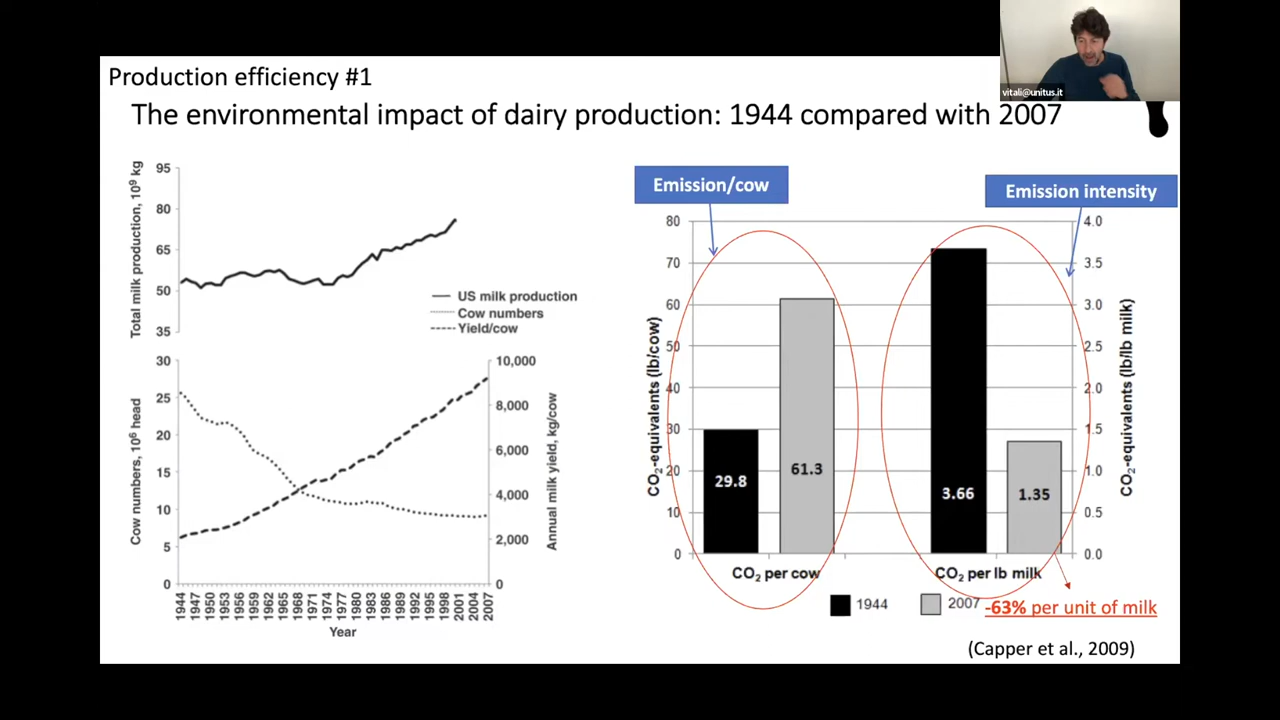 vitali@unitus.it
Production efficiency #1
The environmental impact of dairy production: 1944 compared with 2007
Total milk production, 10⁹ kg
95
80
65
50
35
US milk production
Cow numbers
Yield/cow
Cow numbers, 10⁶ head
30
25
20
15
10
5
0
10,000
8,000
6,000
4,000
2,000
0
Annual milk yield, kg/cow
1944 1947 1950 1953 1956 1959 1962 1965 1968 1971 1974 1977 1980 1983 1986 1989 1992 1995 1998 2001 2004 2007
Year
Emission/cow
Emission intensity
CO₂-equivalents (lb/cow)
80
70
60
50
40
30
20
10
0
29.8
61.3
3.66
1.35
4.0
3.5
3.0
2.5
2.0
1.5
1.0
0.5
0.0
CO₂-equivalents (lb/lb milk)
CO₂ per cow
CO₂ per lb milk
1944
2007
-63% per unit of milk
(Capper et al., 2009)